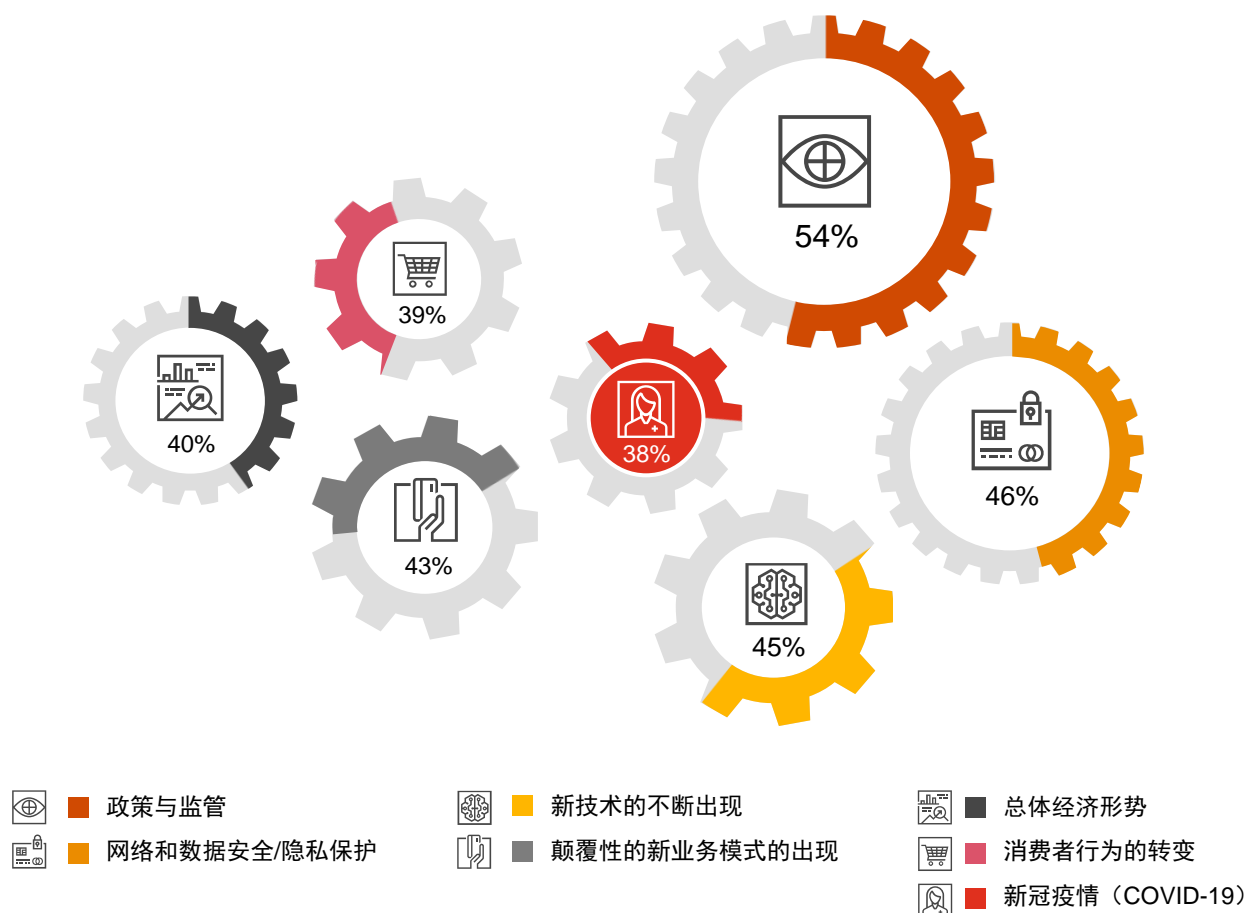 54%
39%
40%
38%
46%
43%
45%
政策与监管
网络和数据安全/隐私保护
新技术的不断出现
颠覆性的新业务模式的出现
总体经济形势
消费者行为的转变
新冠疫情（COVID-19）